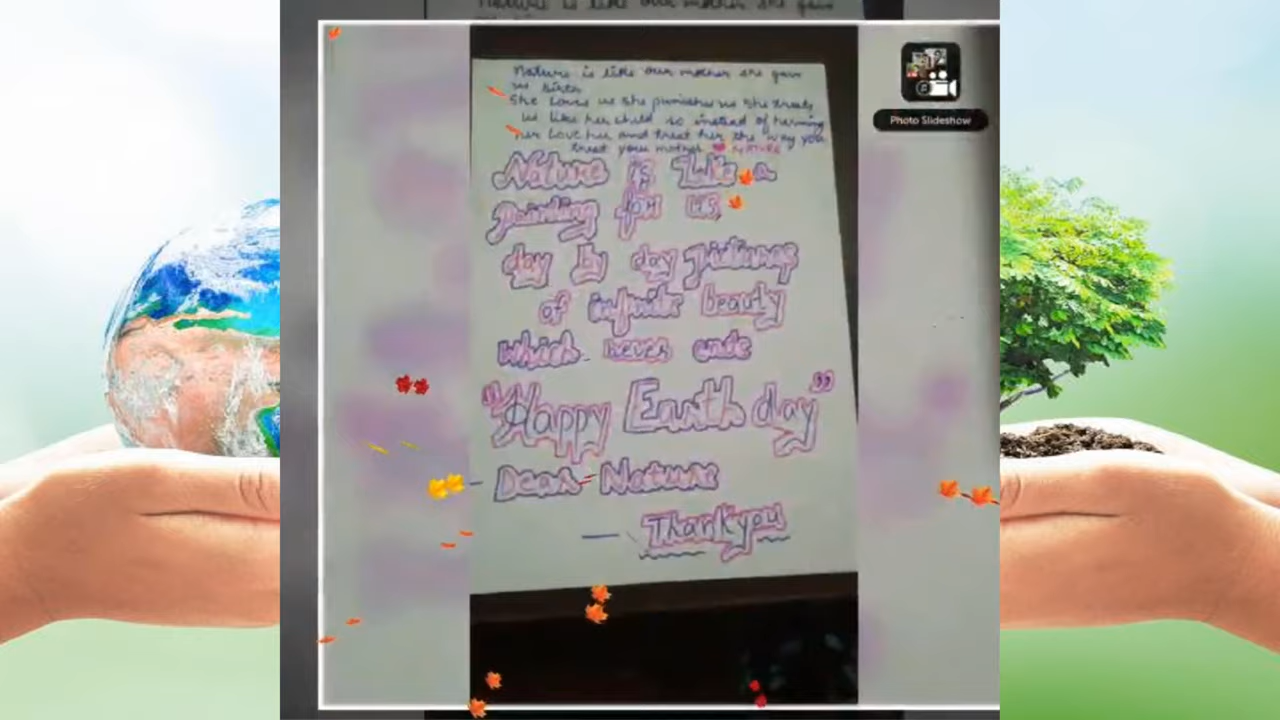 Nature is like our mother she gave
us birth
She loves us she punishes us she treats
us like her child so instead of harming
her love her and treat her the way you
treat your mother ❤ NATURE
Nature is Like a
painting for us,
day by day pictures
of infinite beauty
which never ends
"Happy Earth day"
Dear Nature
— Thankyou
Photo Slideshow